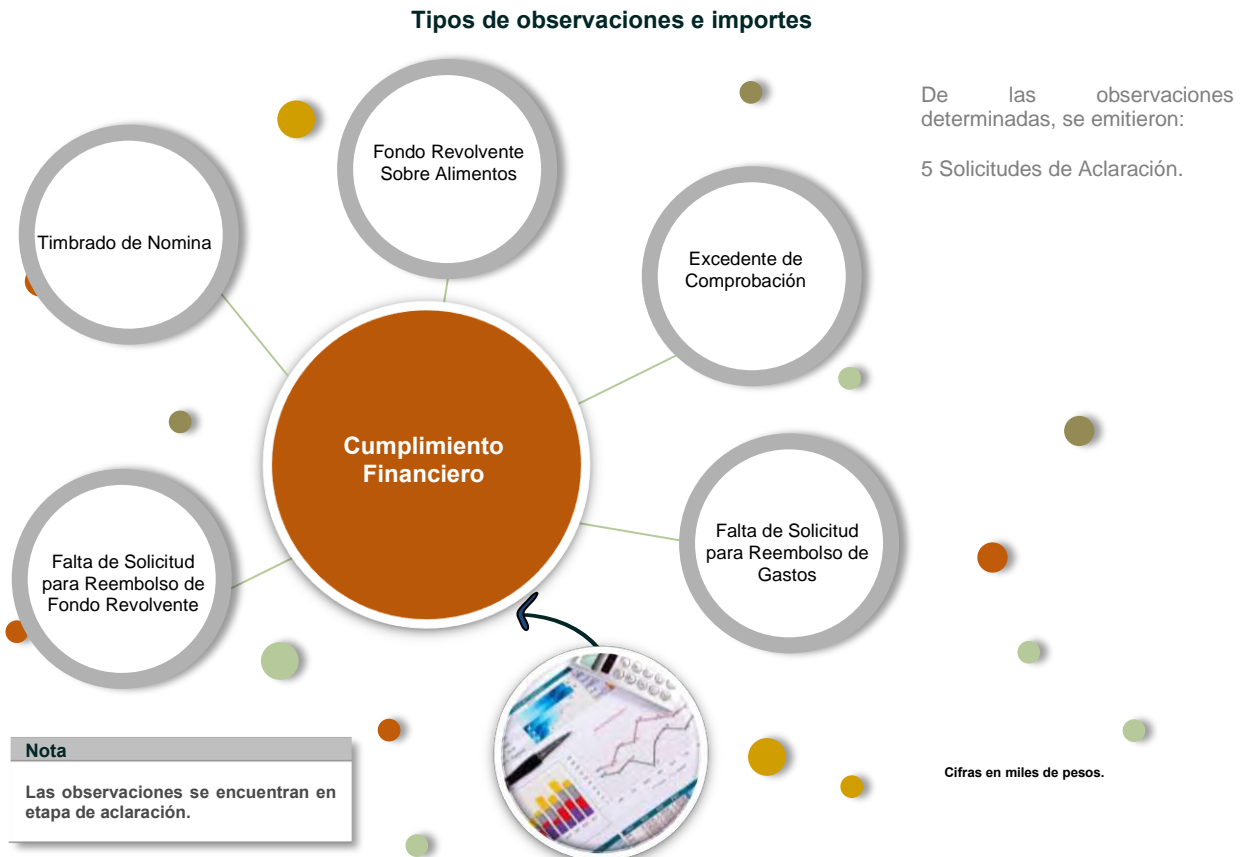 Tipos de observaciones e importes
De las observaciones
determinadas, se emitieron:
5 Solicitudes de Aclaración.
Fondo Revolvente
Sobre Alimentos
Timbrado de Nomina
Excedente de
Comprobación
Cumplimiento
Financiero
Falta de Solicitud
para Reembolso de
Gastos
Falta de Solicitud
para Reembolso de
Fondo Revolvente
Nota
Las observaciones se encuentran en
etapa de aclaración.
Cifras en miles de pesos.